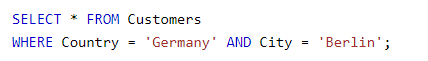 SELECT * FROM Customers
WHERE Country = 'Germany' AND City = 'Berlin';